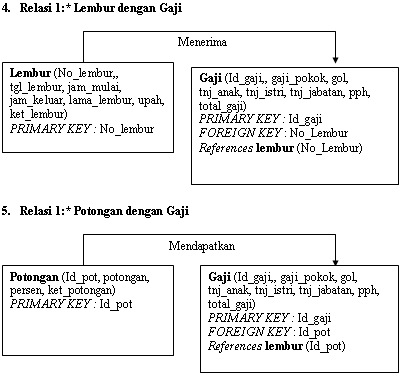 4. Relasi 1:* Lembur dengan Gaji
Menerima
Lembur (No_lembur,,
tgl_lembur, jam_mulai,
jam_keluar, lama_lembur, upah,
ket_lembur)
PRIMARY KEY : No_lembur
Gaji (Id_gaji,, gaji_pokok, gol,
tnj_anak, tnj_istri, tnj_jabatan, pph,
total_gaji)
PRIMARY KEY : Id_gaji
FOREIGN KEY : No_Lembur
References lembur (No_Lembur)
5. Relasi 1:* Potongan dengan Gaji
Mendapatkan
Potongan (Id_pot, potongan,
persen, ket_potongan)
PRIMARY KEY : Id_pot
Gaji (Id_gaji,, gaji_pokok, gol,
tnj_anak, tnj_istri, tnj_jabatan, pph,
total_gaji)
PRIMARY KEY : Id_gaji
FOREIGN KEY : Id_pot
References lembur (Id_pot)